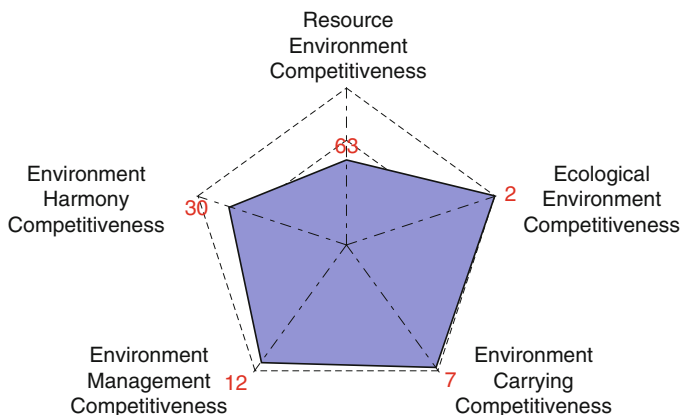 Resource
Environment
Competitiveness
63
Ecological
Environment
Competitiveness
2
Environment
Carrying
Competitiveness
7
Environment
Management
Competitiveness
12
Environment
Harmony
Competitiveness
30